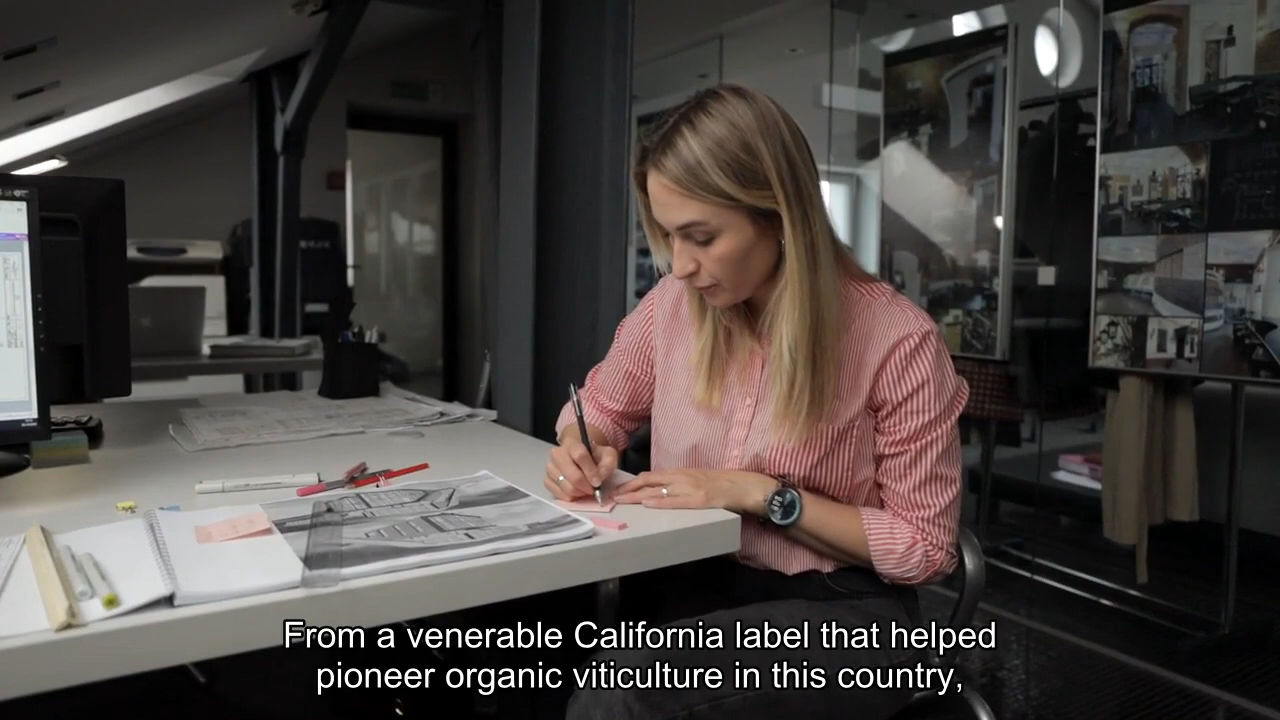 From a venerable California label that helped
pioneer organic viticulture in this country,